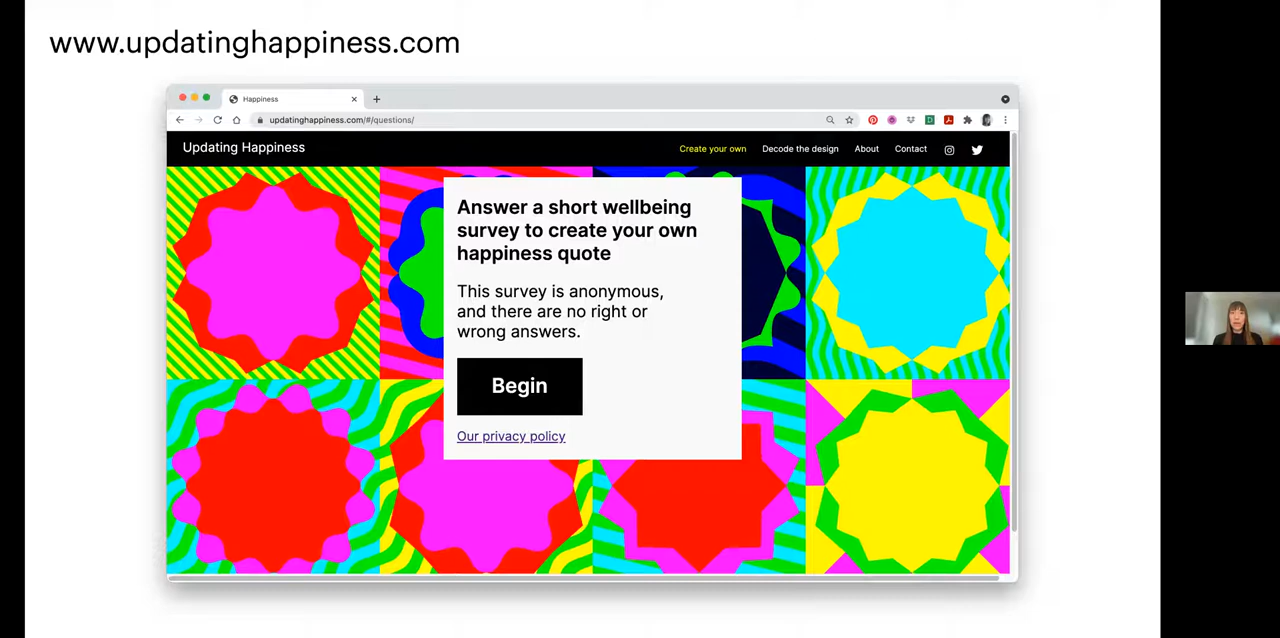 www.updatinghappiness.com
Happiness
updatinghappiness.com/#/questions/
Updating Happiness
Create your own
Decode the design
About
Contact
Answer a short wellbeing
survey to create your own
happiness quote
This survey is anonymous,
and there are no right or
wrong answers.
Begin
Our privacy policy